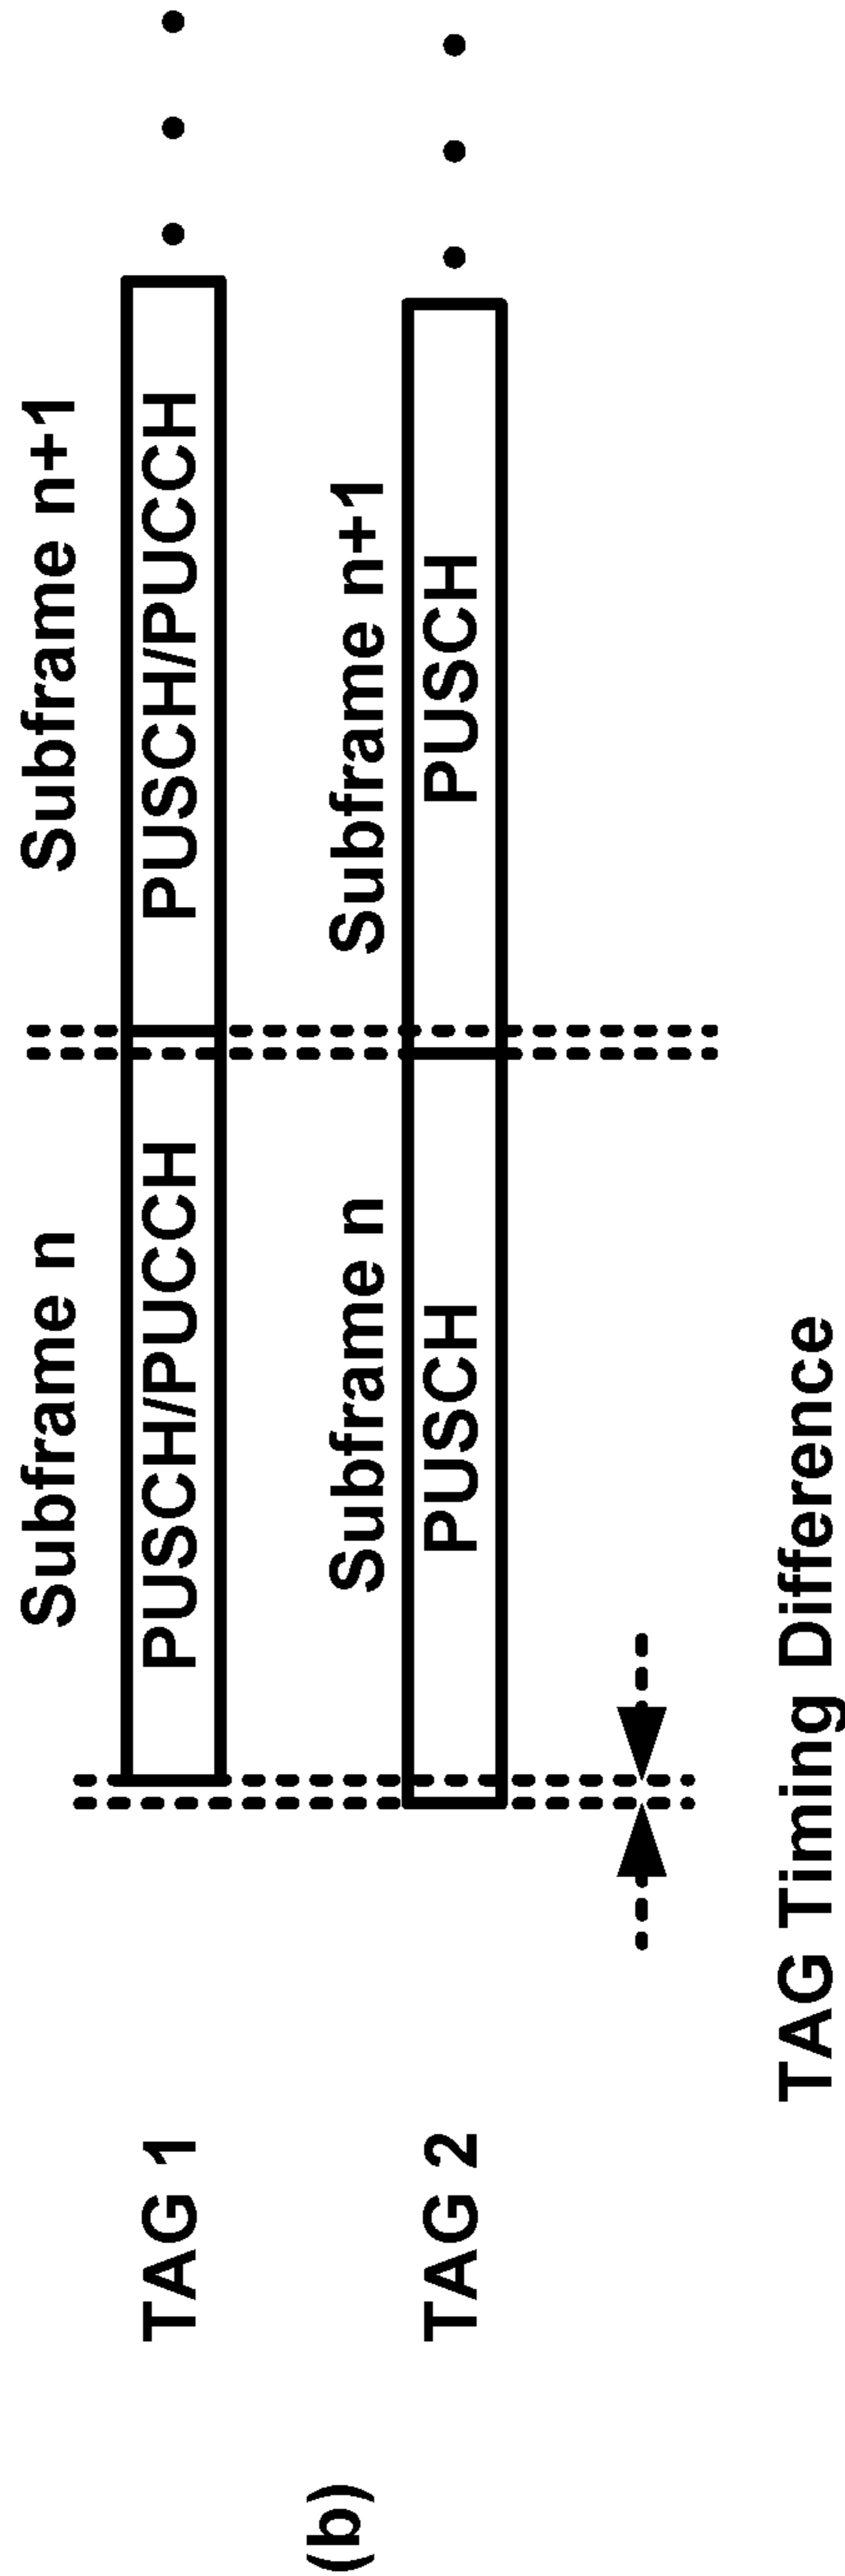 Subframe n
Subframe n+1
TAG 1
PUSCH/PUCCH
PUSCH/PUCCH
(b)
Subframe n
Subframe n+1
TAG 2
PUSCH
PUSCH
TAG Timing Difference